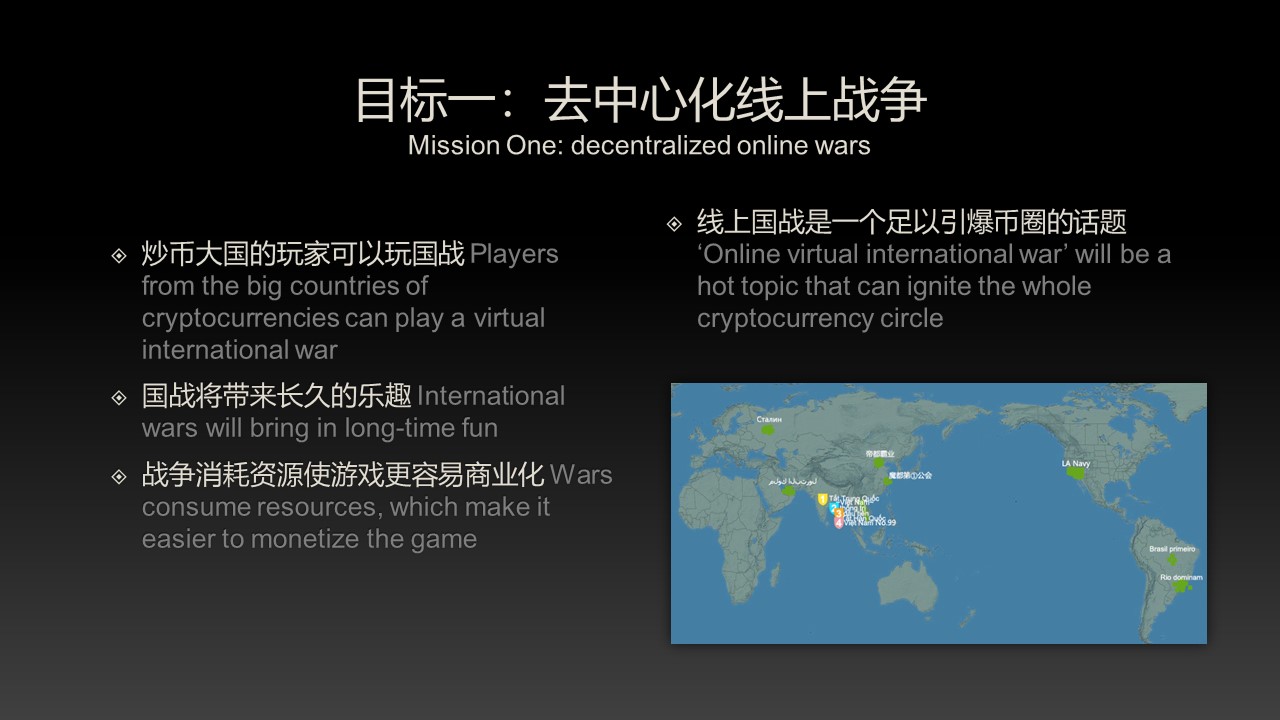 目标一：去中心化线上战争
Mission One: decentralized online wars
炒币大国的玩家可以玩国战 Players
from the big countries of
cryptocurrencies can play a virtual
international war
国战将带来长久的乐趣 International
wars will bring in long-time fun
战争消耗资源使游戏更容易商业化 Wars
consume resources, which make it
easier to monetize the game
线上国战是一个足以引爆币圈的话题
‘Online virtual international war’ will be a
hot topic that can ignite the whole
cryptocurrency circle
Сталин
帝都霸业
魔都第①公会
LA Navy
1 Tất Trung Quốc
2
3
4 Việt Nam No.99
Brasil primeiro
Rio dominam